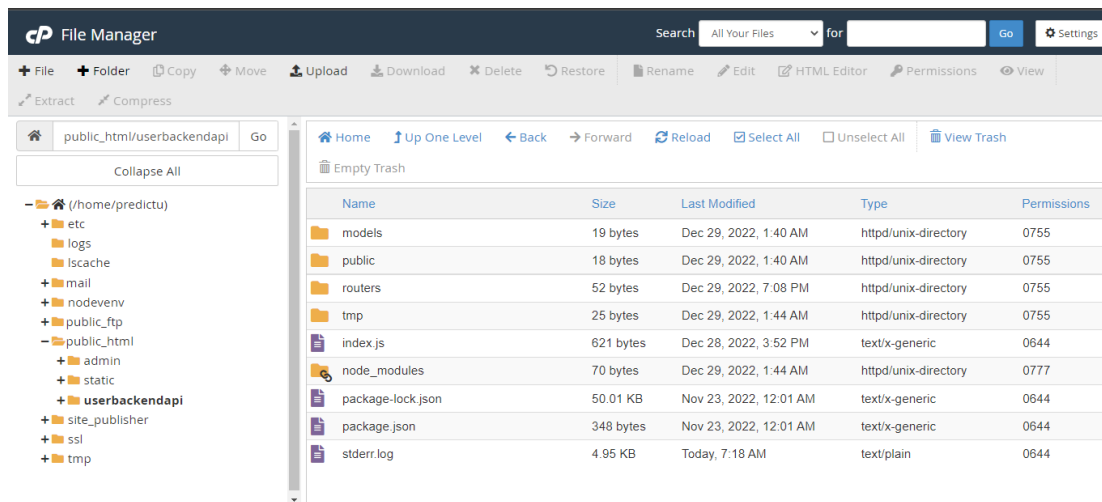 cP File Manager Search All Your Files for Go Settings
File Folder Copy Move Upload Download Delete Restore Rename Edit HTML Editor Permissions View
Extract Compress
public_html/userbackendapi Go
Collapse All
(/home/predictu)
etc
logs
lscache
mail
nodevenv
public_ftp
public_html
admin
static
userbackendapi
site_publisher
ssl
tmp
Home Up One Level Back Forward Reload Select All Unselect All View Trash
Empty Trash
Name Size Last Modified Type Permissions
models 19 bytes Dec 29, 2022, 1:40 AM httpd/unix-directory 0755
public 18 bytes Dec 29, 2022, 1:40 AM httpd/unix-directory 0755
routers 52 bytes Dec 29, 2022, 7:08 PM httpd/unix-directory 0755
tmp 25 bytes Dec 29, 2022, 1:44 AM httpd/unix-directory 0755
index.js 621 bytes Dec 28, 2022, 3:52 PM text/x-generic 0644
node_modules 70 bytes Dec 29, 2022, 1:44 AM httpd/unix-directory 0777
package-lock.json 50.01 KB Nov 23, 2022, 12:01 AM text/x-generic 0644
package.json 348 bytes Nov 23, 2022, 12:01 AM text/x-generic 0644
stderr.log 4.95 KB Today, 7:18 AM text/plain 0644